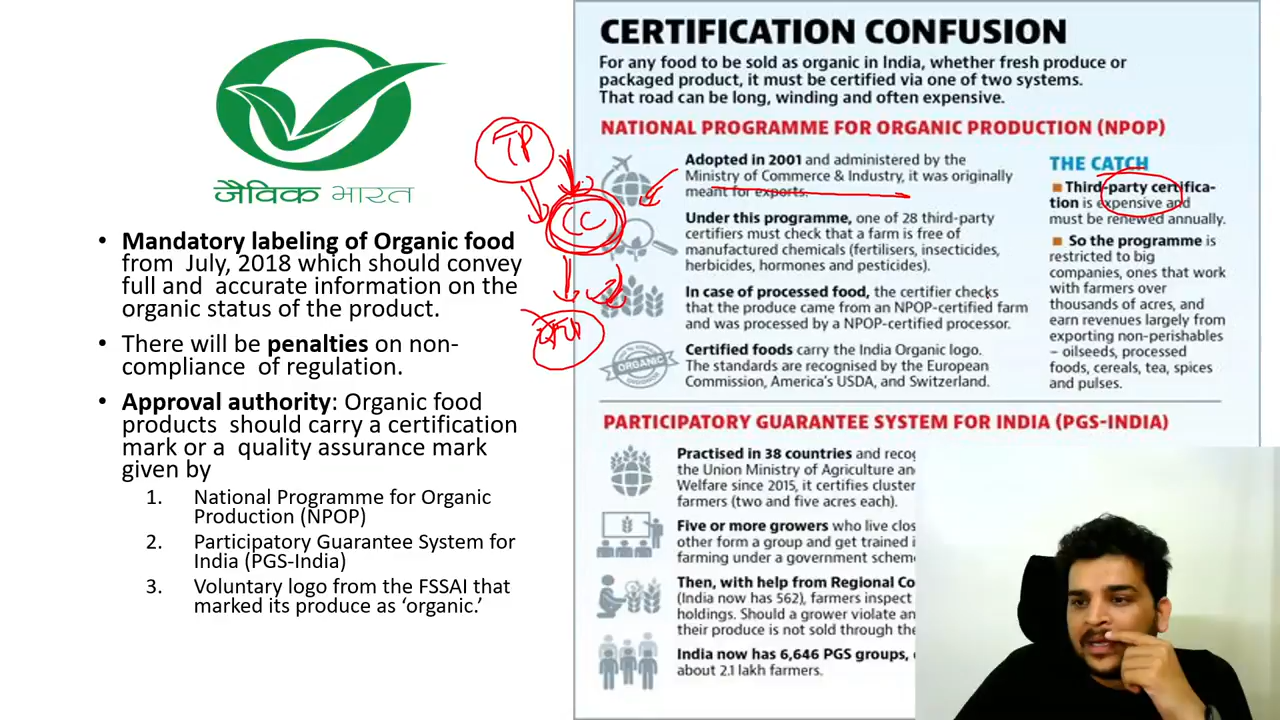 जैविक भारत
• Mandatory labeling of Organic food
from July, 2018 which should convey
full and accurate information on the
organic status of the product.
• There will be penalties on non-
compliance of regulation.
• Approval authority: Organic food
products should carry a certification
mark or a quality assurance mark
given by
1. National Programme for Organic
Production (NPOP)
2. Participatory Guarantee System for
India (PGS-India)
3. Voluntary logo from the FSSAI that
marked its produce as ‘organic.’
TP
CC
CERTIFICATION CONFUSION
For any food to be sold as organic in India, whether fresh produce or
packaged product, it must be certified via one of two systems.
That road can be long, winding and often expensive.
NATIONAL PROGRAMME FOR ORGANIC PRODUCTION (NPOP)
Adopted in 2001 and administered by the
Ministry of Commerce & Industry, it was originally
meant for exports.
Under this programme, one of 28 third-party
certifiers must check that a farm is free of
manufactured chemicals (fertilisers, insecticides,
herbicides, hormones and pesticides).
In case of processed food, the certifier checks
that the produce came from an NPOP-certified farm
and was processed by a NPOP-certified processor.
ORGANIC
Certified foods carry the India Organic logo.
The standards are recognised by the European
Commission, America's USDA, and Switzerland.
THE CATCH
Third-party certifica-
tion is expensive and
must be renewed annually.
So the programme is
restricted to big
companies, ones that work
with farmers over
thousands of acres, and
earn revenues largely from
exporting non-perishables
– oilseeds, processed
foods, cereals, tea, spices
and pulses.
PARTICIPATORY GUARANTEE SYSTEM FOR INDIA (PGS-INDIA)
Practised in 38 countries and
the Union Ministry of Agriculture
Welfare since 2015, it certifies
farmers (two and five acres each).
Five or more growers who live
other form a group and get trained
farming under a government
Then, with help from Regional
(India now has 562), farmers inspect
holdings. Should a grower violate
their produce is not sold through
India now has 6,646 PGS groups,
about 2.1 lakh farmers.